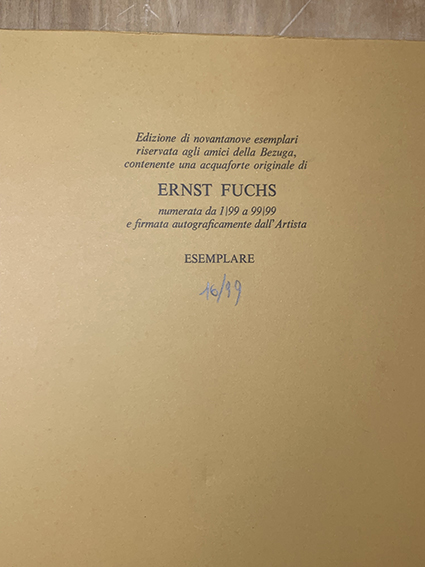 Edizione di novantanove esemplari
riservata agli amici della Bezuga,
contenente una acquaforte originale di
ERNST FUCHS
numerata da 1|99 a 99|99
e firmata autograficamente dall'Artista
ESEMPLARE
16/99